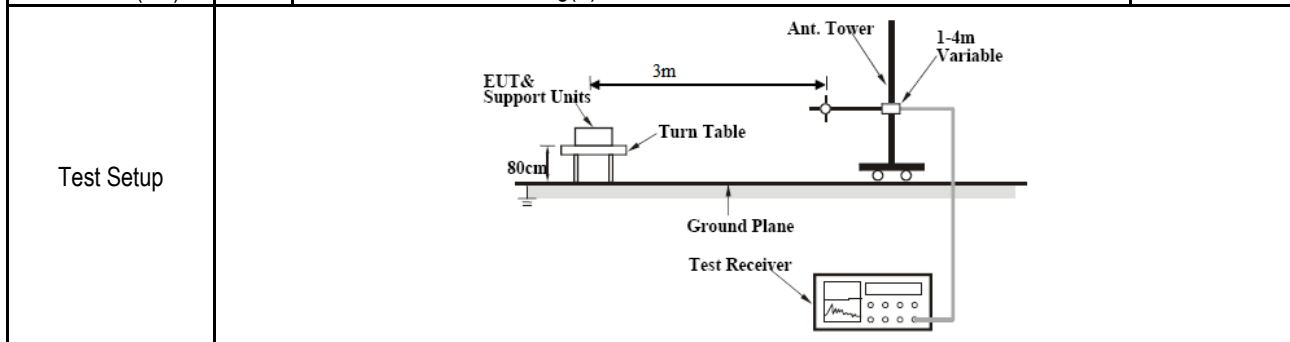 Test Setup
Ant. Tower
1-4m
Variable
3m
EUT&
Support Units
Turn Table
80cm
Ground Plane
Test Receiver